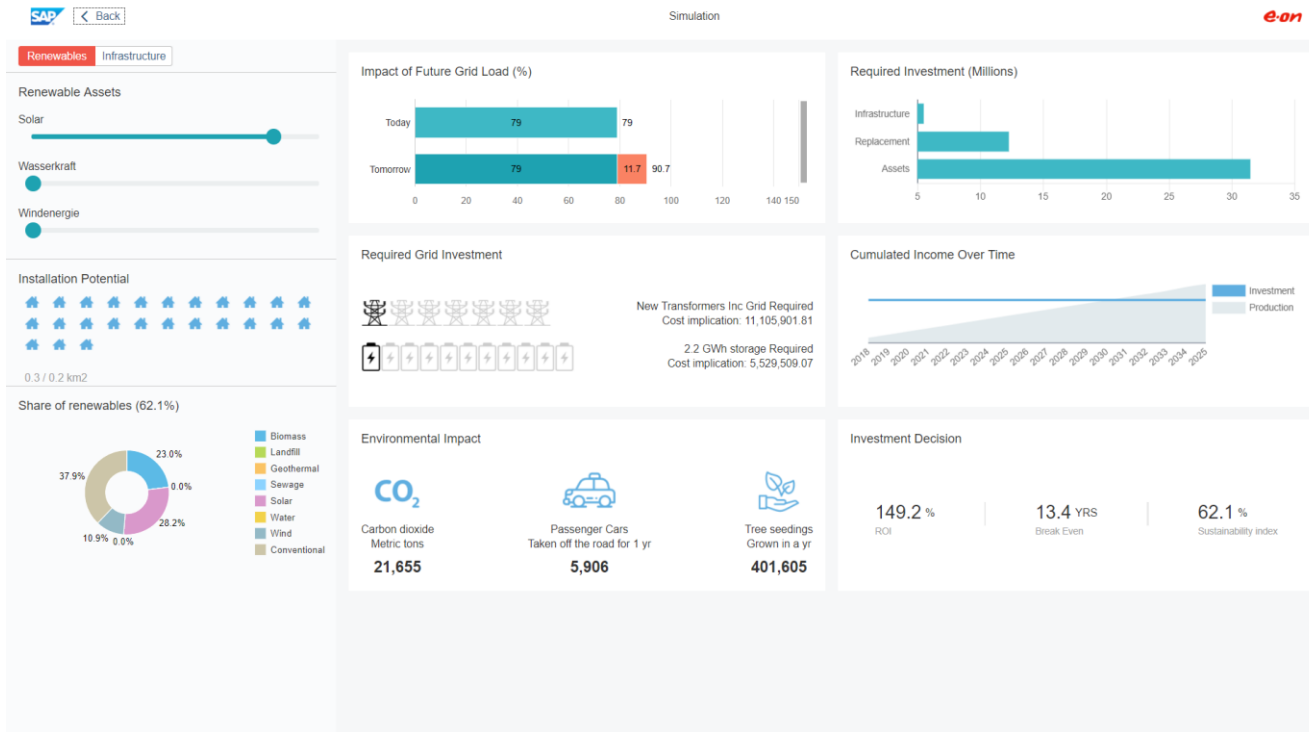 SAP
Back
Simulation
e·on
Renewables
Infrastructure
Renewable Assets
Solar
Wasserkraft
Windenergie
Installation Potential
0.3 / 0.2 km2
Share of renewables (62.1%)
23.0%
0.0%
28.2%
0.0%
10.9%
37.9%
Biomass
Landfill
Geothermal
Sewage
Solar
Water
Wind
Conventional
Impact of Future Grid Load (%)
Today
79
79
Tomorrow
79
11.7
90.7
0 20 40 60 80 100 120 140 150
Required Investment (Millions)
Infrastructure
Replacement
Assets
5 10 15 20 25 30 35
Required Grid Investment
New Transformers Inc Grid Required
Cost implication: 11,105,901.81
2.2 GWh storage Required
Cost implication: 5,529,509.07
Cumulated Income Over Time
Investment
Production
2018 2019 2020 2021 2022 2023 2024 2025 2026 2027 2028 2029 2030 2031 2032 2033 2034 2025
Environmental Impact
CO2
Carbon dioxide
Metric tons
21,655
Passenger Cars
Taken off the road for 1 yr
5,906
Tree seedings
Grown in a yr
401,605
Investment Decision
149.2 %
ROI
13.4 YRS
Break Even
62.1 %
Sustainability index